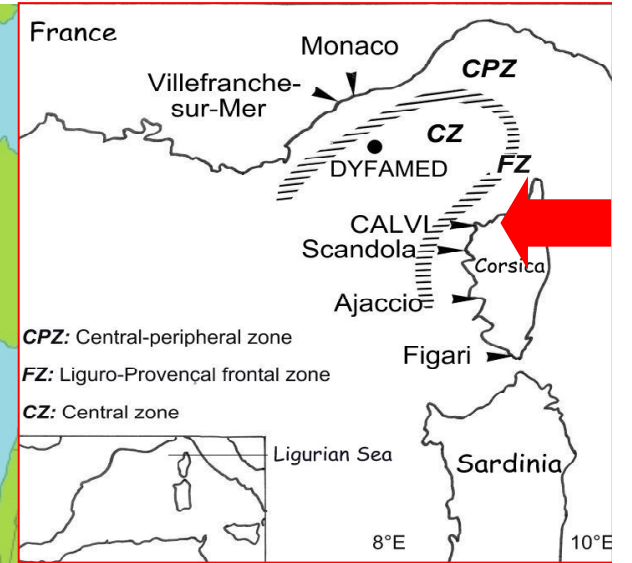 France
Monaco
CPZ
Villefranche-
sur-Mer
CZ
DYFAMED
FZ
CALVI
Scandola
Corsica
Ajaccio
CPZ: Central-peripheral zone
Figari
FZ: Liguro-Provençal frontal zone
CZ: Central zone
Ligurian Sea
Sardinia
8°E
10°E